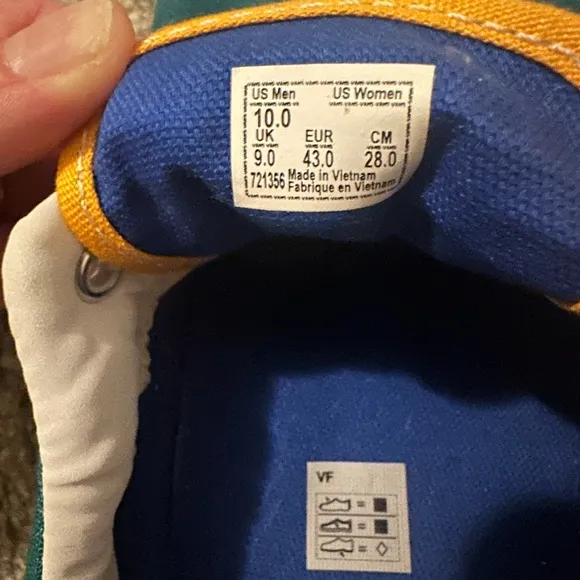 US Men US Women
10.0
UK EUR CM
9.0 43.0 28.0
721356 Made in Vietnam
Fabrique en Vietnam
VF
= ■
= ■
= ◇